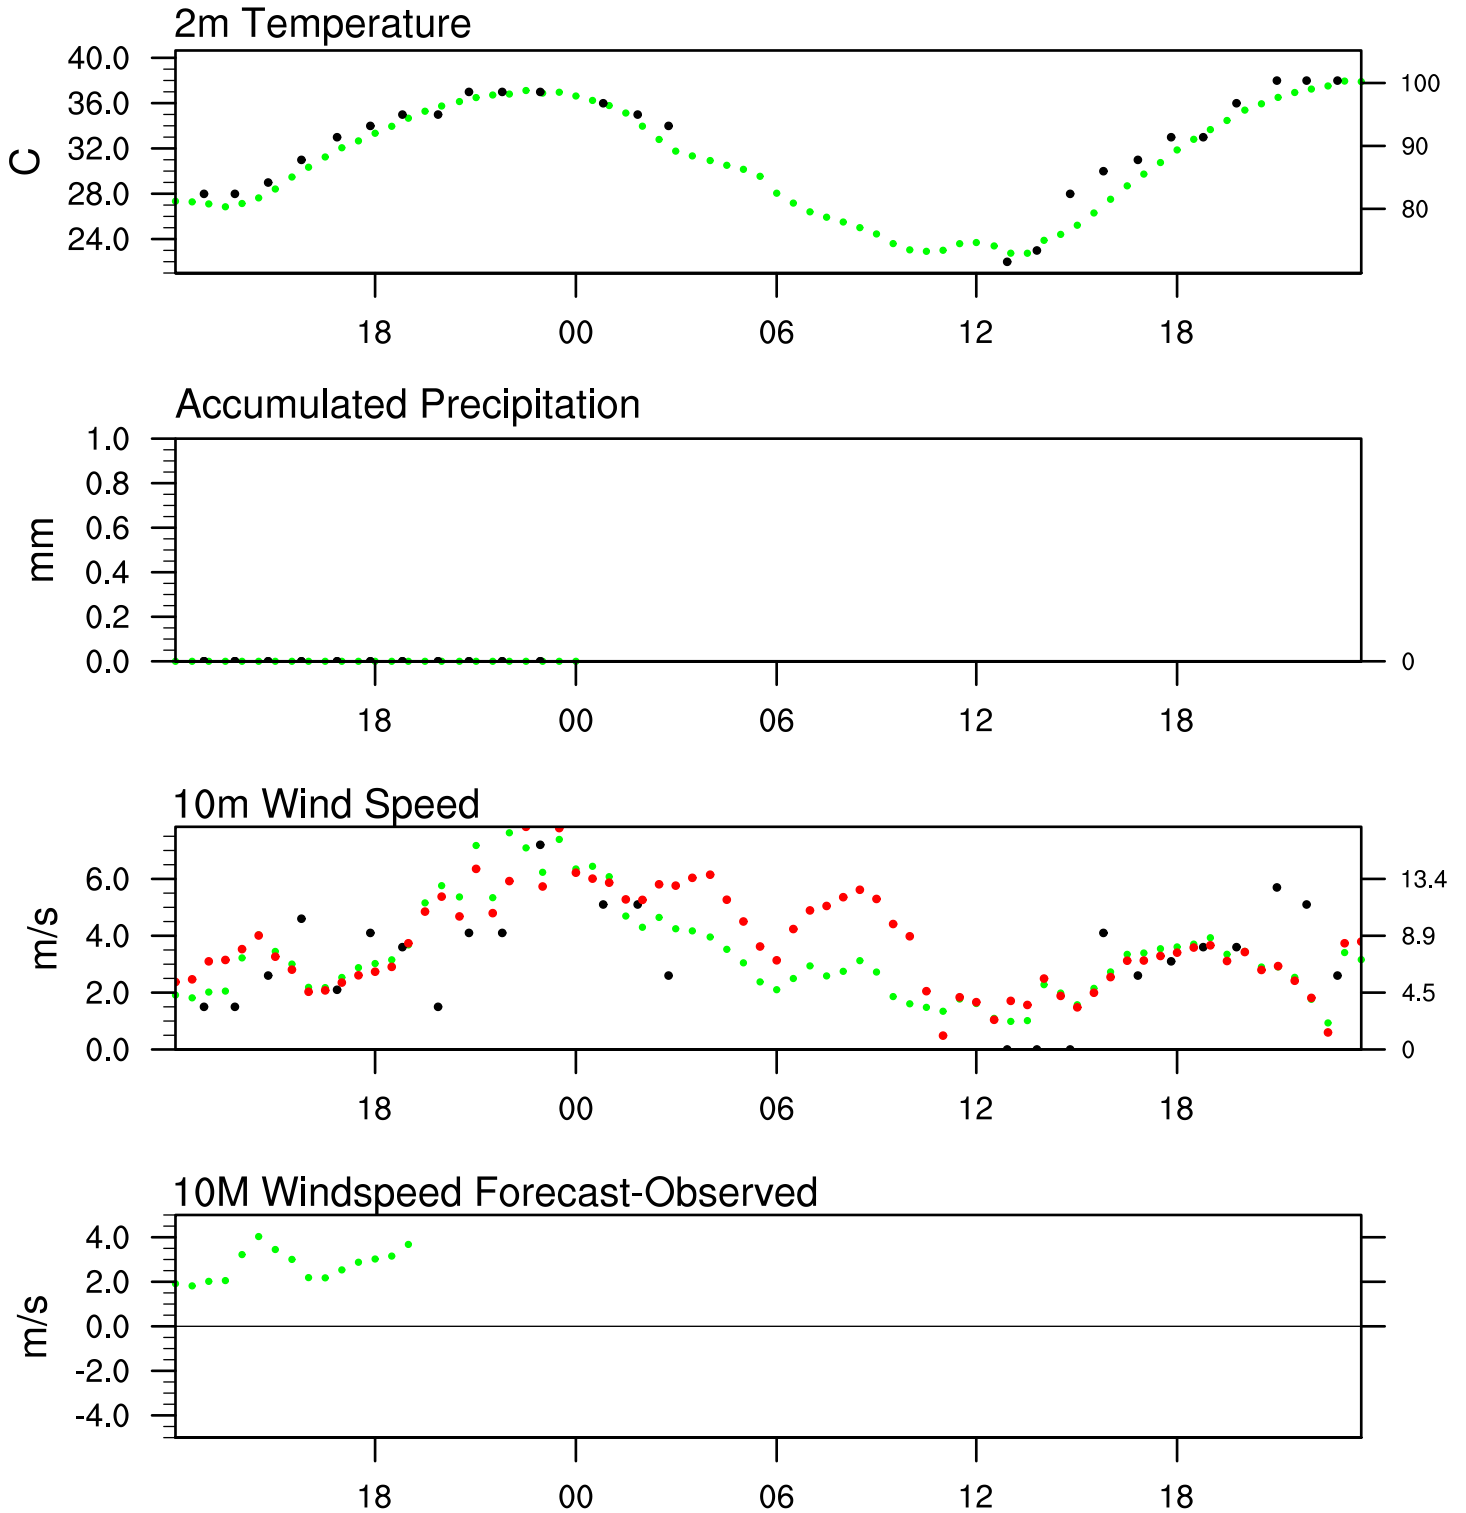 2m Temperature
40.0
36.0
32.0
28.0
24.0
C
100
90
80
18 00 06 12 18
Accumulated Precipitation
1.0
0.8
0.6
0.4
0.2
0.0
mm
0
18 00 06 12 18
10m Wind Speed
6.0
4.0
2.0
0.0
m/s
13.4
8.9
4.5
0
18 00 06 12 18
10M Windspeed Forecast-Observed
4.0
2.0
0.0
-2.0
-4.0
m/s
18 00 06 12 18